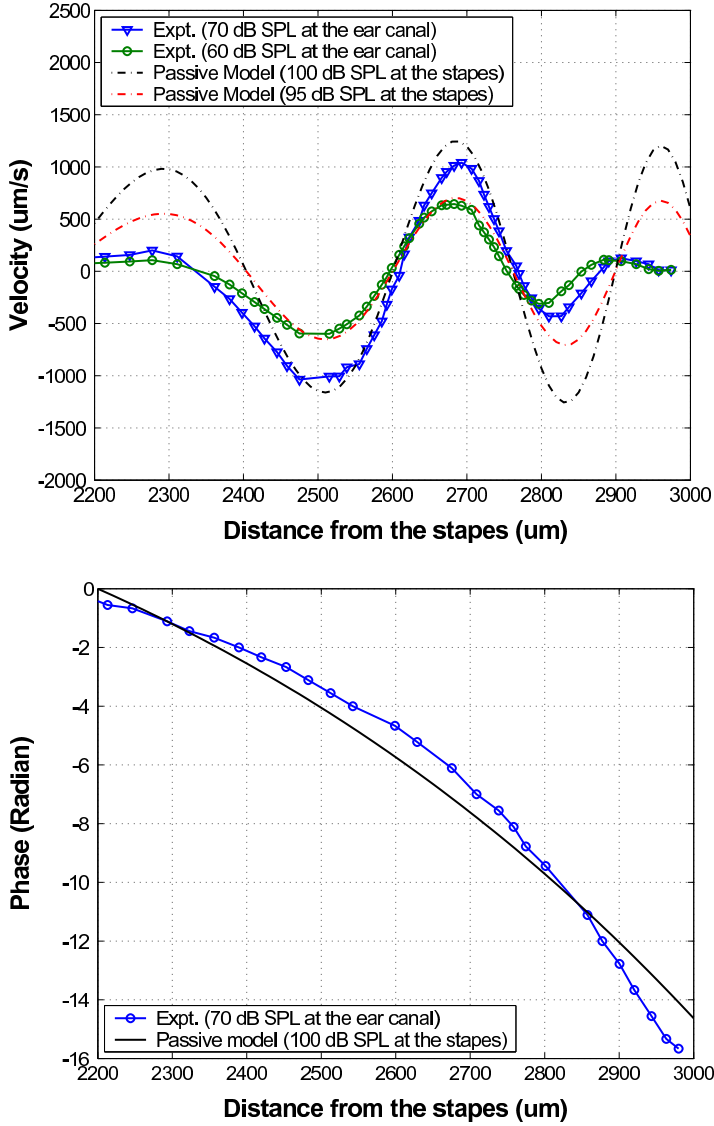 2500
2000
1500
1000
500
0
-500
-1000
-1500
-2000
Velocity (um/s)
Expt. (70 dB SPL at the ear canal)
Expt. (60 dB SPL at the ear canal)
Passive Model (100 dB SPL at the stapes)
Passive Model (95 dB SPL at the stapes)
2200 2300 2400 2500 2600 2700 2800 2900 3000
Distance from the stapes (um)
0
-2
-4
-6
-8
-10
-12
-14
-16
Phase (Radian)
Expt. (70 dB SPL at the ear canal)
Passive model (100 dB SPL at the stapes)
2200 2300 2400 2500 2600 2700 2800 2900 3000
Distance from the stapes (um)